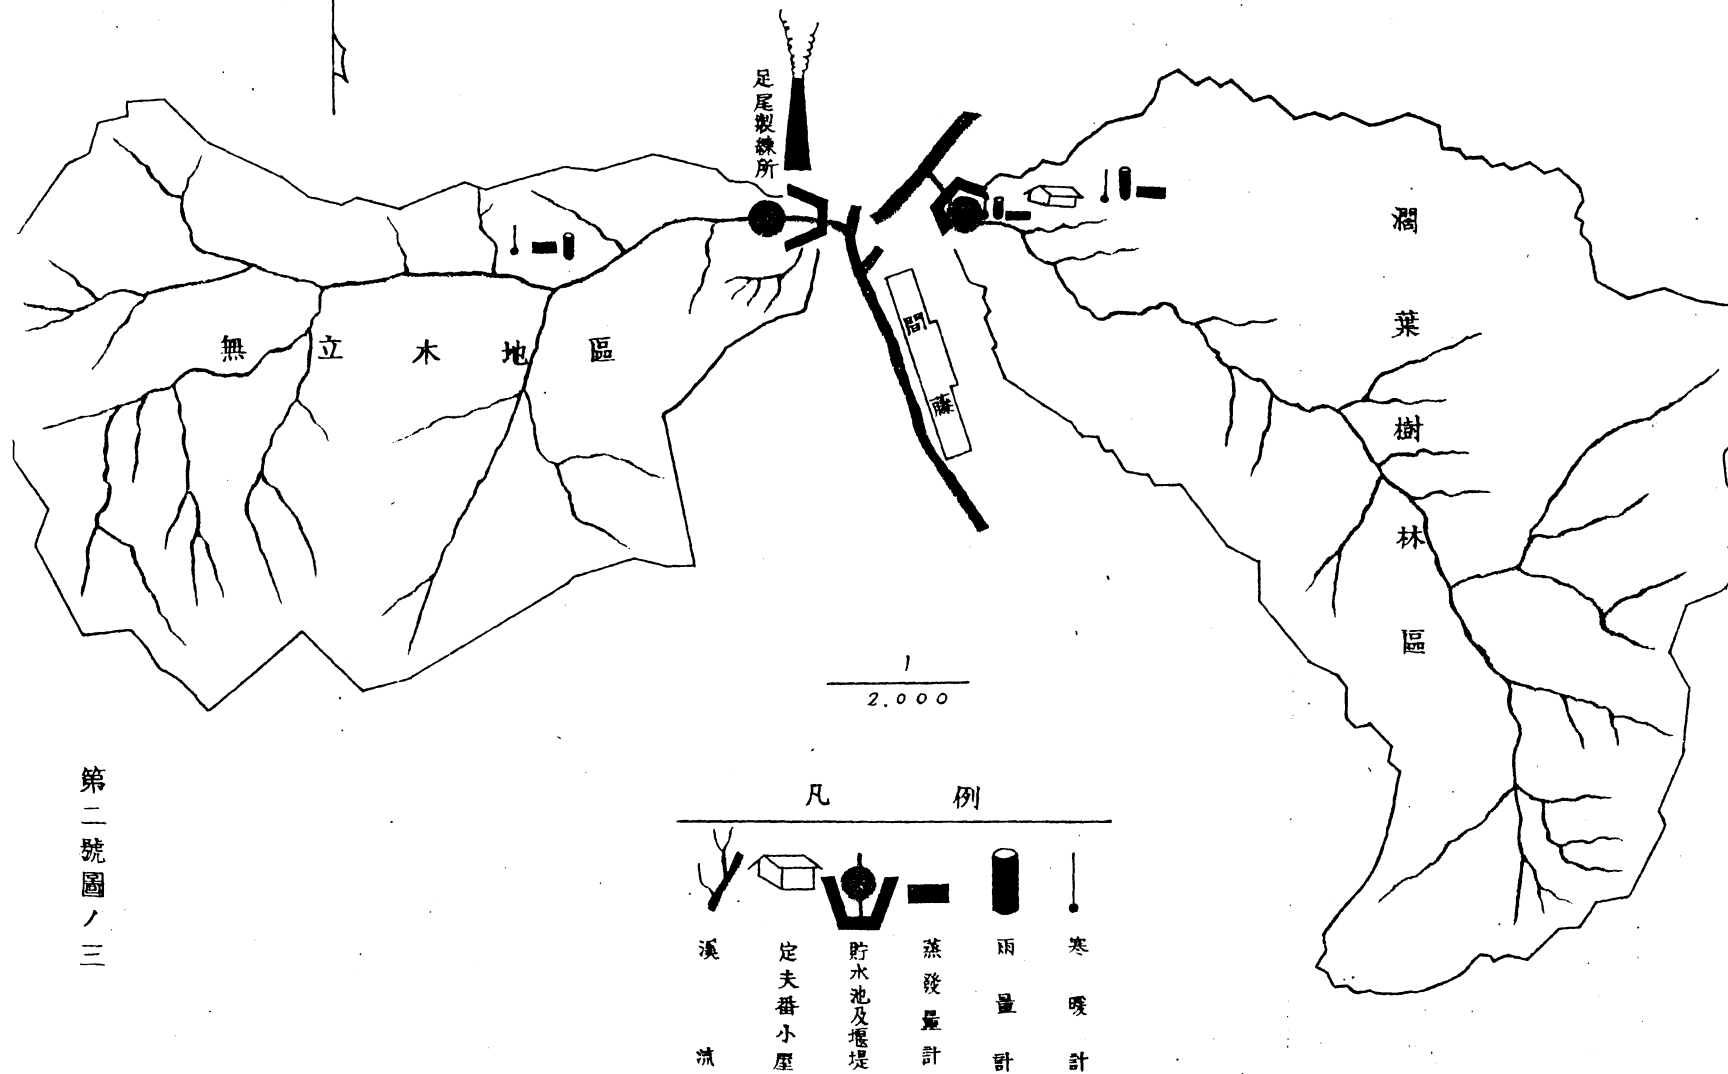 足尾製煉所
濶葉樹林區
無立木地區
間藤
1
2.000
凡例
寒暖計
雨量計
蒸發量計
貯水池及堰堤
定夫番小屋
溪流
第二號圖ノ三